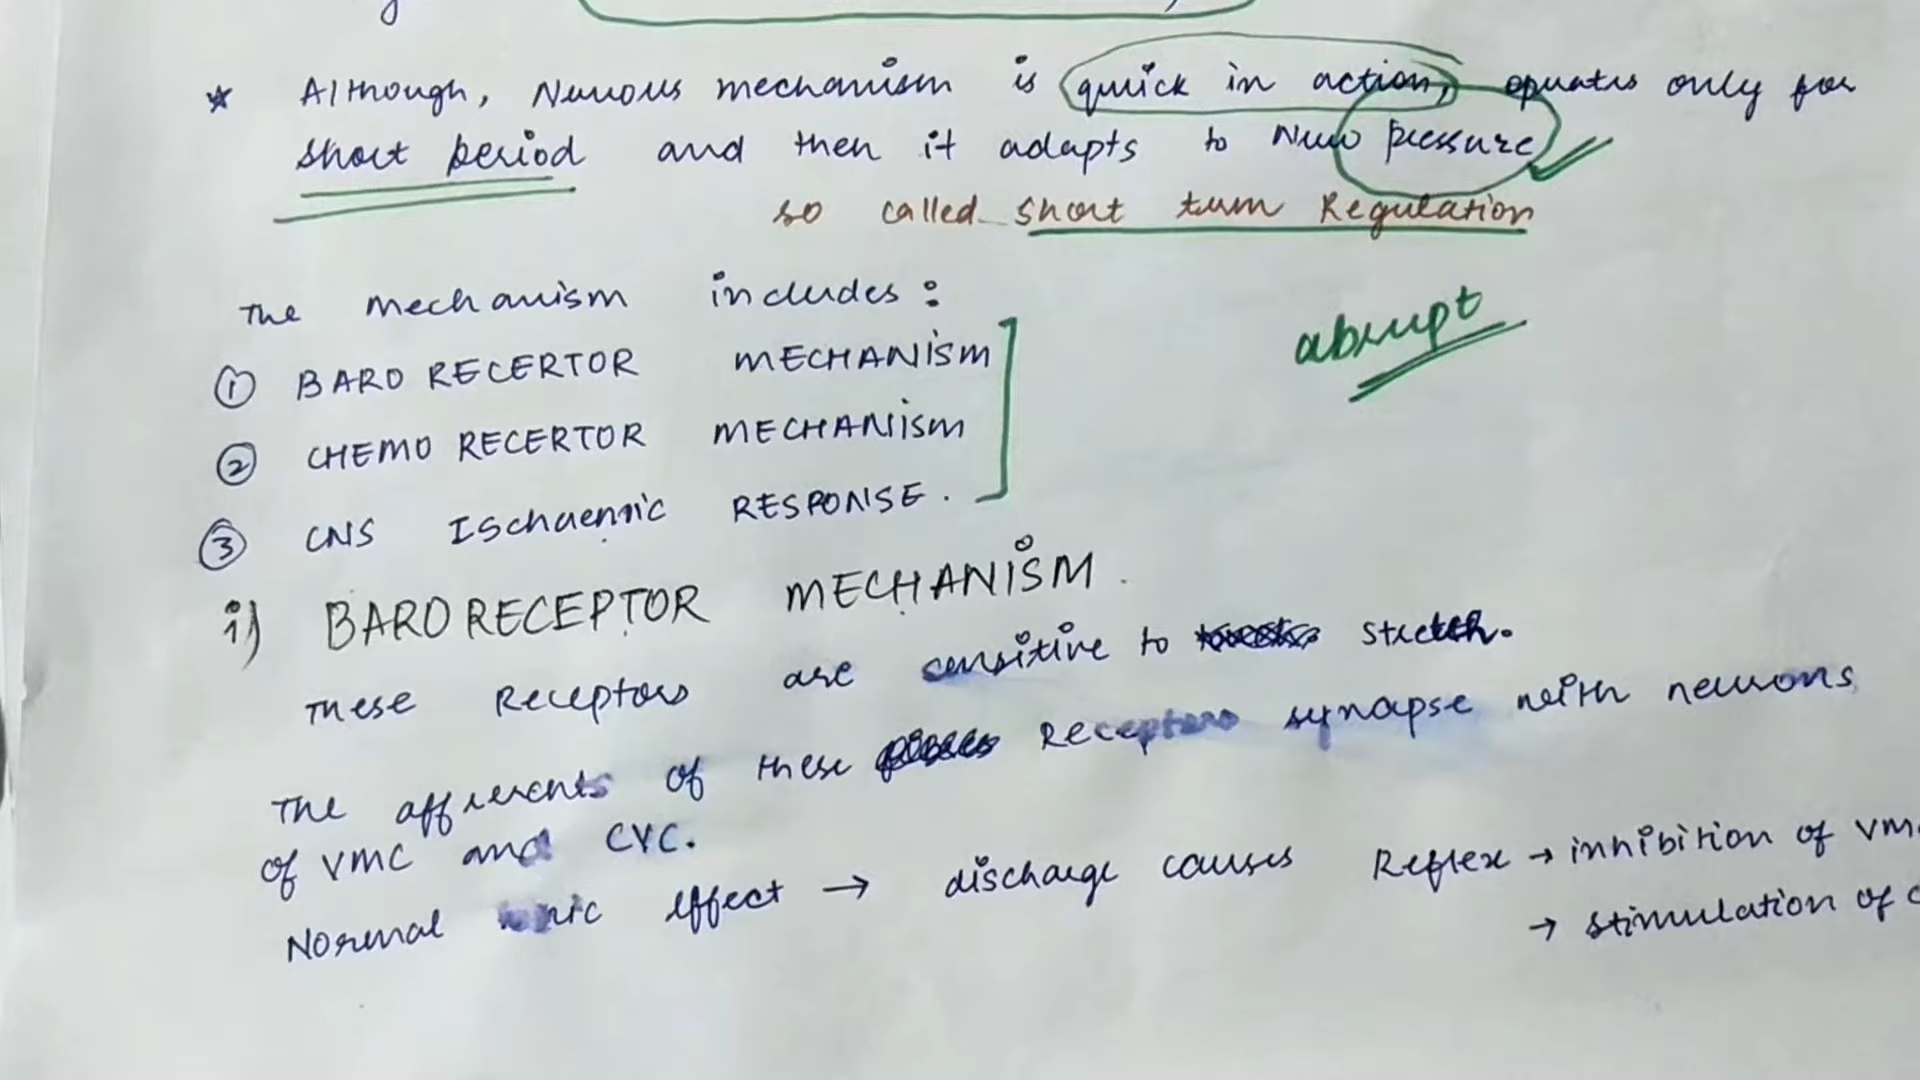 * Although, Nervous mechanism is quick in action, operates only for
short period and then it adapts to New pressure
so called short term Regulation
The mechanism includes:
abrupt
① BARO RECERTOR MECHANISM
② CHEMO RECERTOR MECHANIism
③ CNS Ischaemic RESPONSE.
i) BARORECEPTOR MECHANISM.
These Receptors are sensitive to stretch.
The afferents of these Receptors synapse with neurons
of VMC and CVC.
Normal effect → discharge causes Reflex → inhibition of VMC
→ stimulation of C